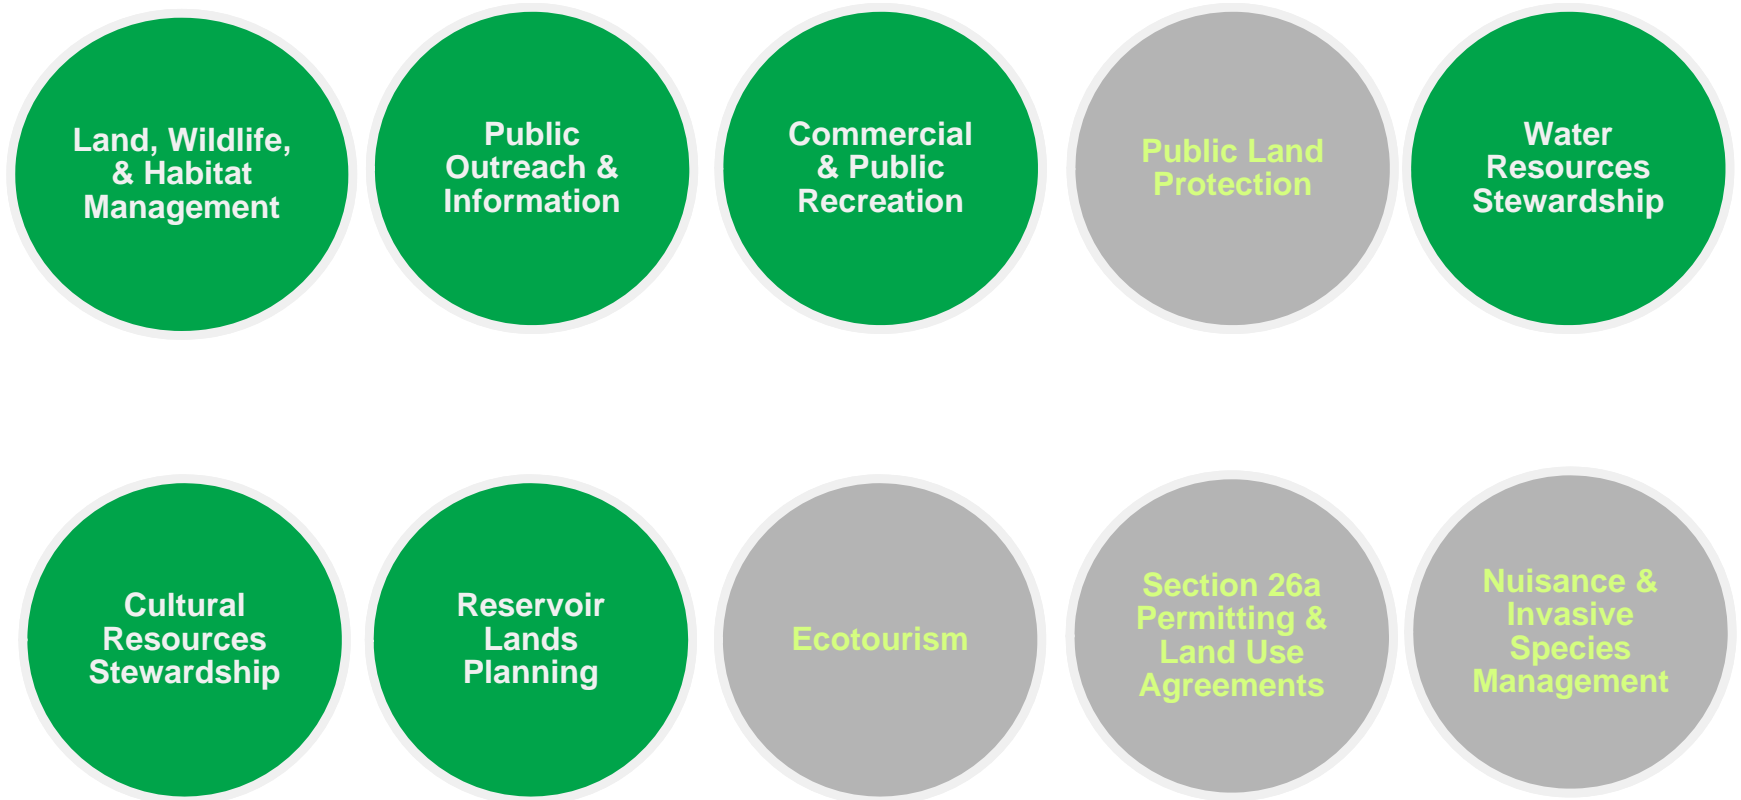 Land, Wildlife,
& Habitat
Management
Public
Outreach &
Information
Commercial
& Public
Recreation
Public Land
Protection
Water
Resources
Stewardship
Cultural
Resources
Stewardship
Reservoir
Lands
Planning
Ecotourism
Section 26a
Permitting &
Land Use
Agreements
Nuisance &
Invasive
Species
Management